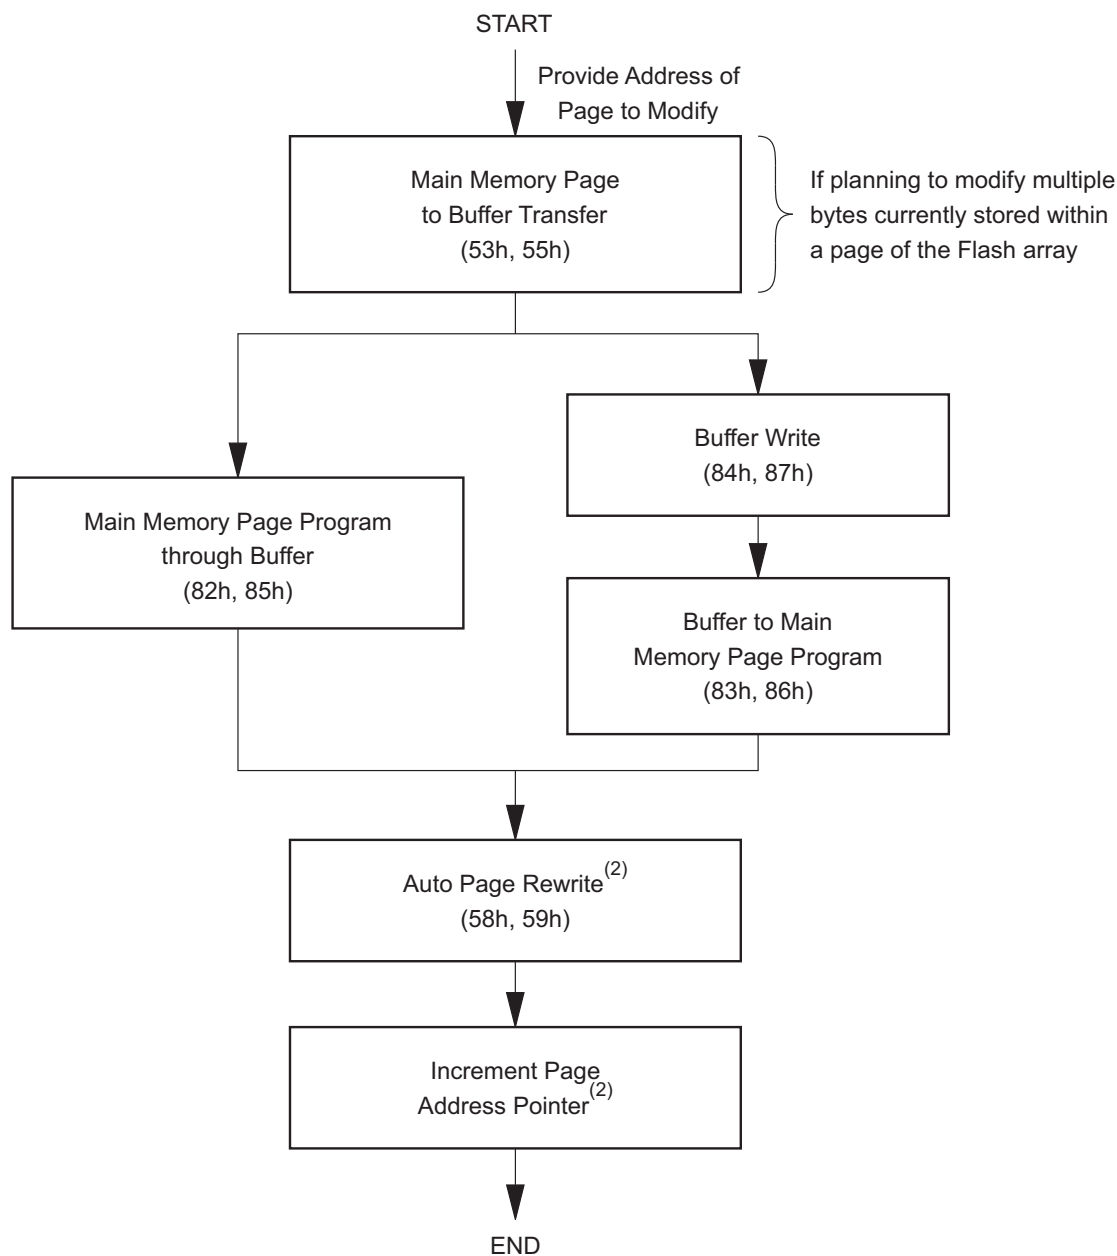 START
Provide Address of
Page to Modify
Main Memory Page
to Buffer Transfer
(53h, 55h)
If planning to modify multiple
bytes currently stored within
a page of the Flash array
Main Memory Page Program
through Buffer
(82h, 85h)
Buffer Write
(84h, 87h)
Buffer to Main
Memory Page Program
(83h, 86h)
Auto Page Rewrite(2)
(58h, 59h)
Increment Page
Address Pointer(2)
END